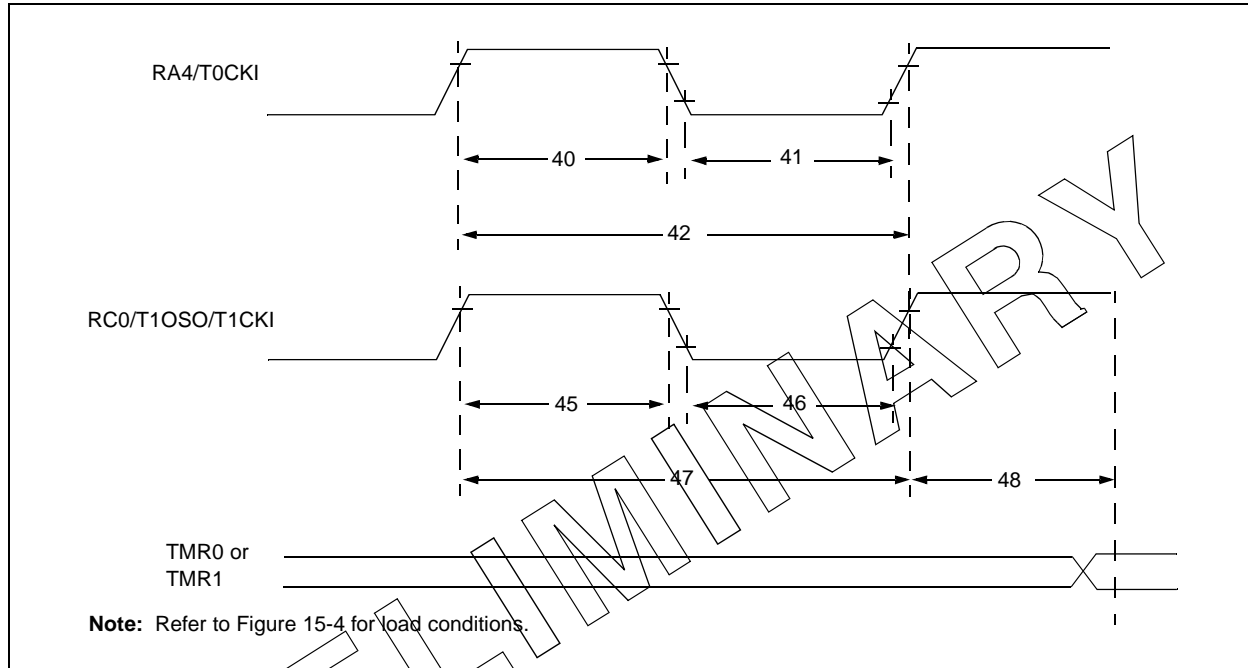 RA4/T0CKI
40
41
42
RC0/T1OSO/T1CKI
45
46
47
48
TMR0 or
TMR1
Note: Refer to Figure 15-4 for load conditions.
ELIMINARY